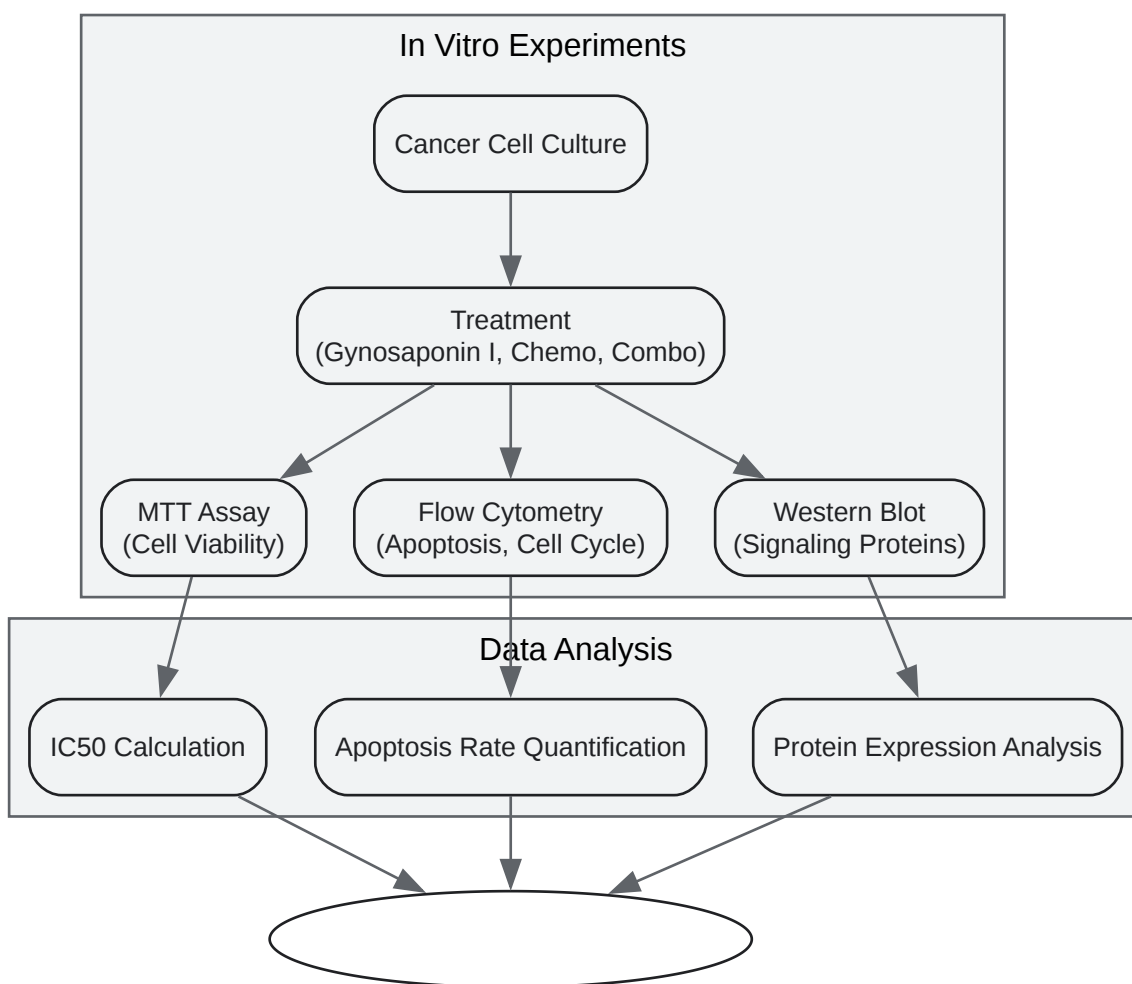 In Vitro Experiments
Cancer Cell Culture
Treatment
(Gynosaponin I, Chemo, Combo)
MTT Assay
(Cell Viability)
Flow Cytometry
(Apoptosis, Cell Cycle)
Western Blot
(Signaling Proteins)
Data Analysis
IC50 Calculation
Apoptosis Rate Quantification
Protein Expression Analysis